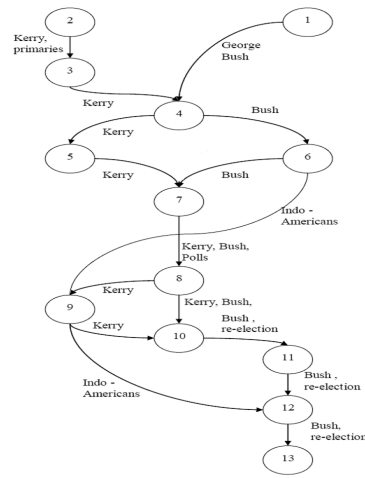 2
1
Kerry,
primaries
George
Bush
3
Kerry
4
Bush
5
6
Kerry
Bush
7
Indo -
Americans
Kerry, Bush,
Polls
8
Kerry
9
Kerry, Bush,
Kerry
10
Bush ,
re-election
11
Indo -
Americans
Bush ,
re-election
12
Bush,
re-election
13